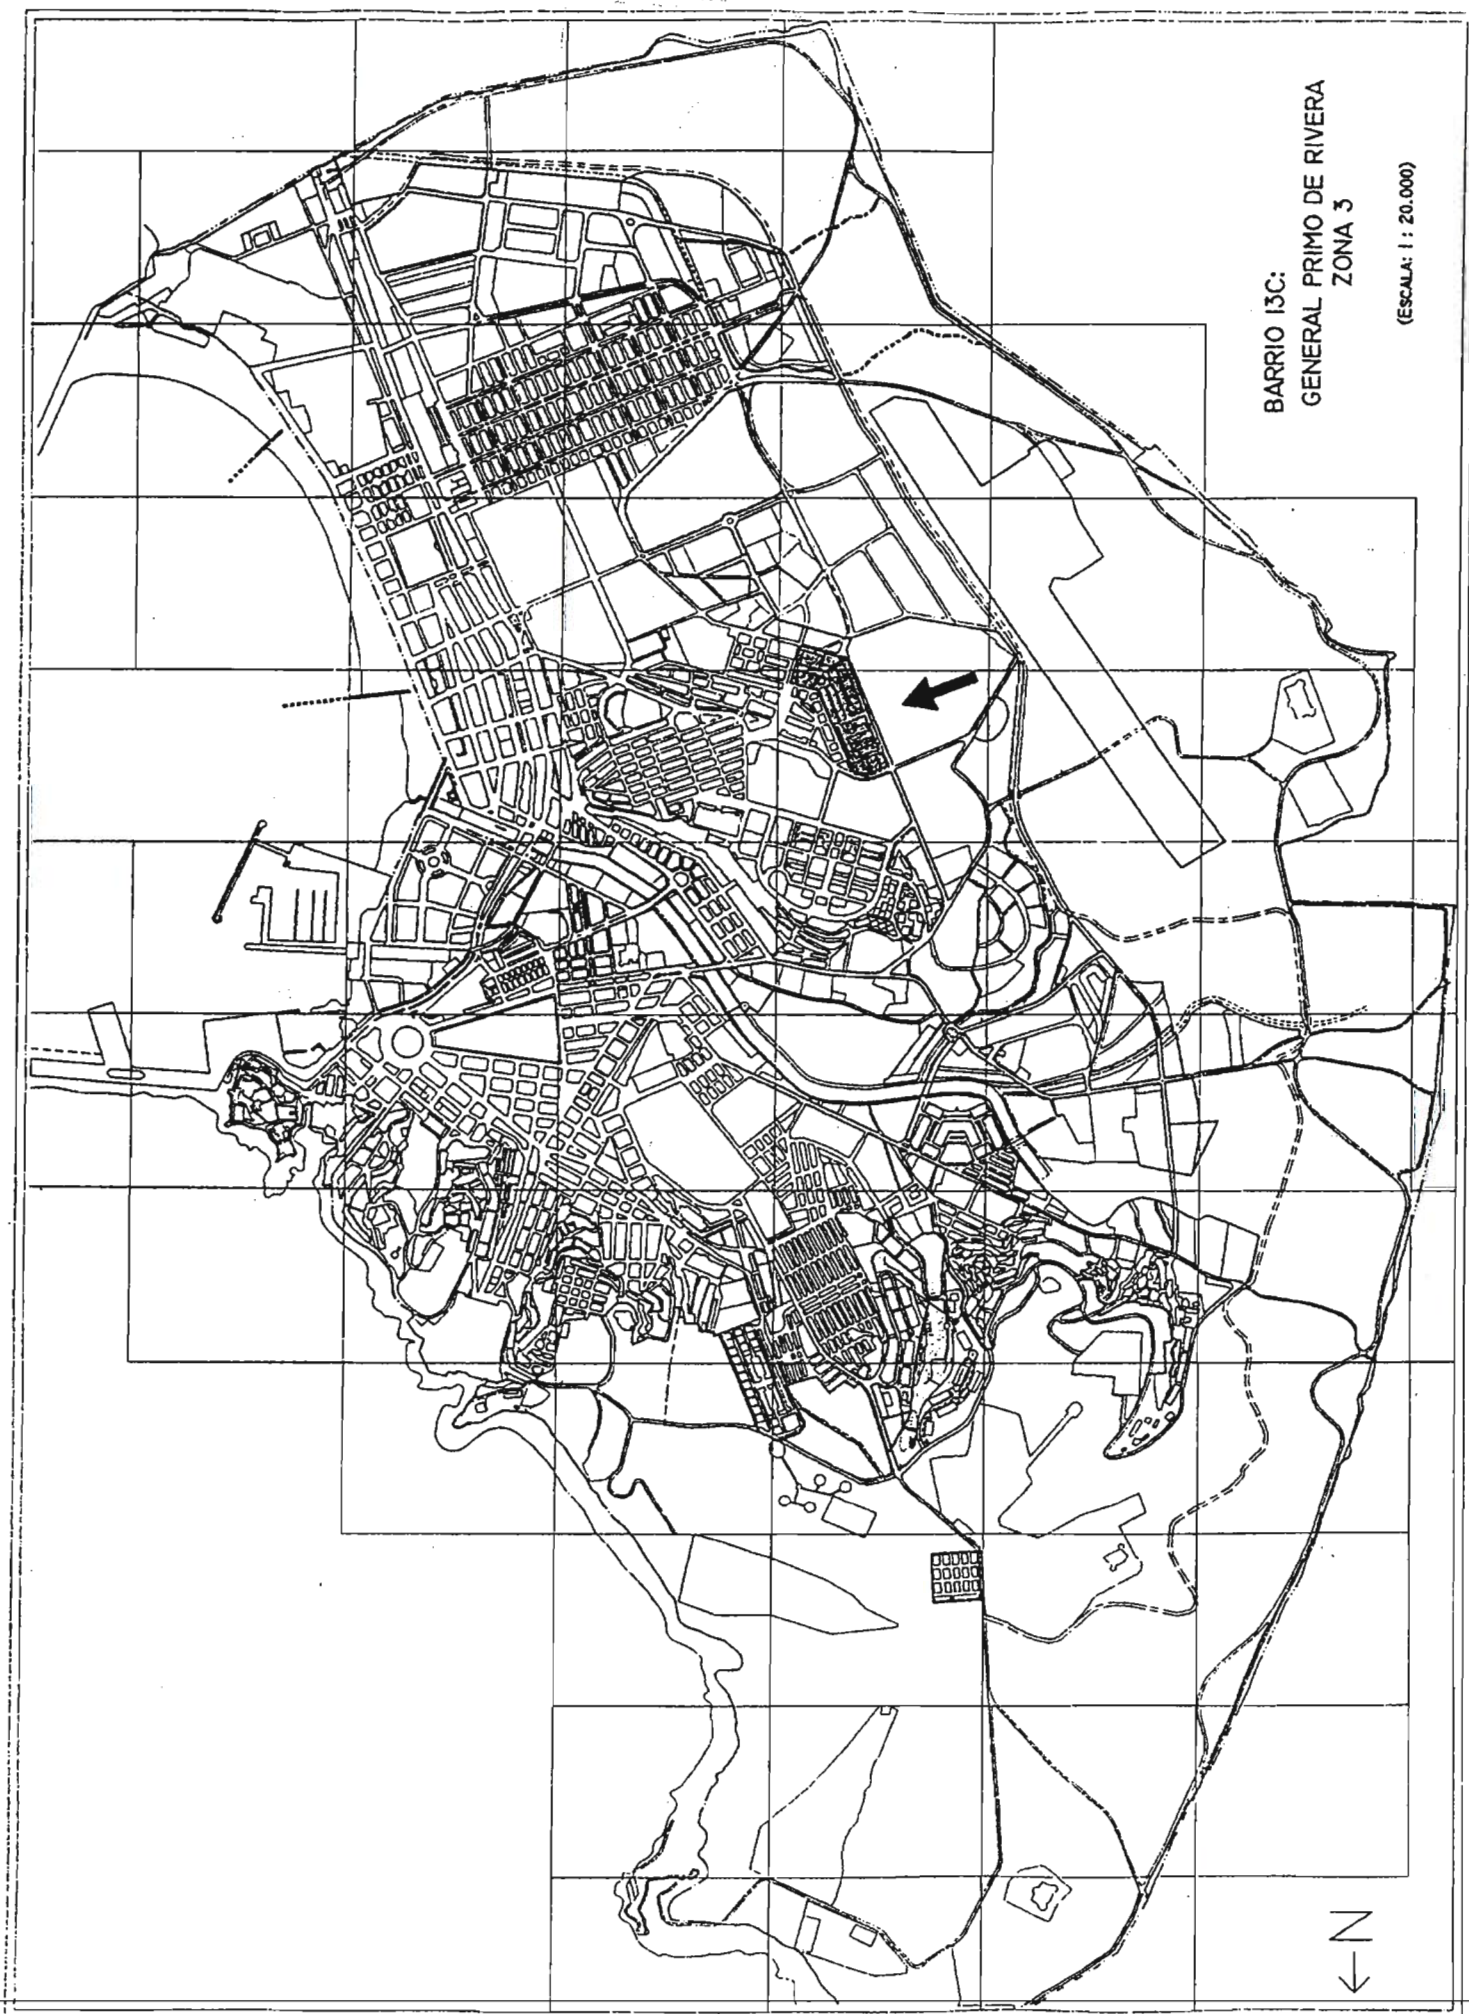 BARRIO 13C:
GENERAL PRIMO DE RIVERA
ZONA 3
(ESCALA: 1 : 20.000)
N